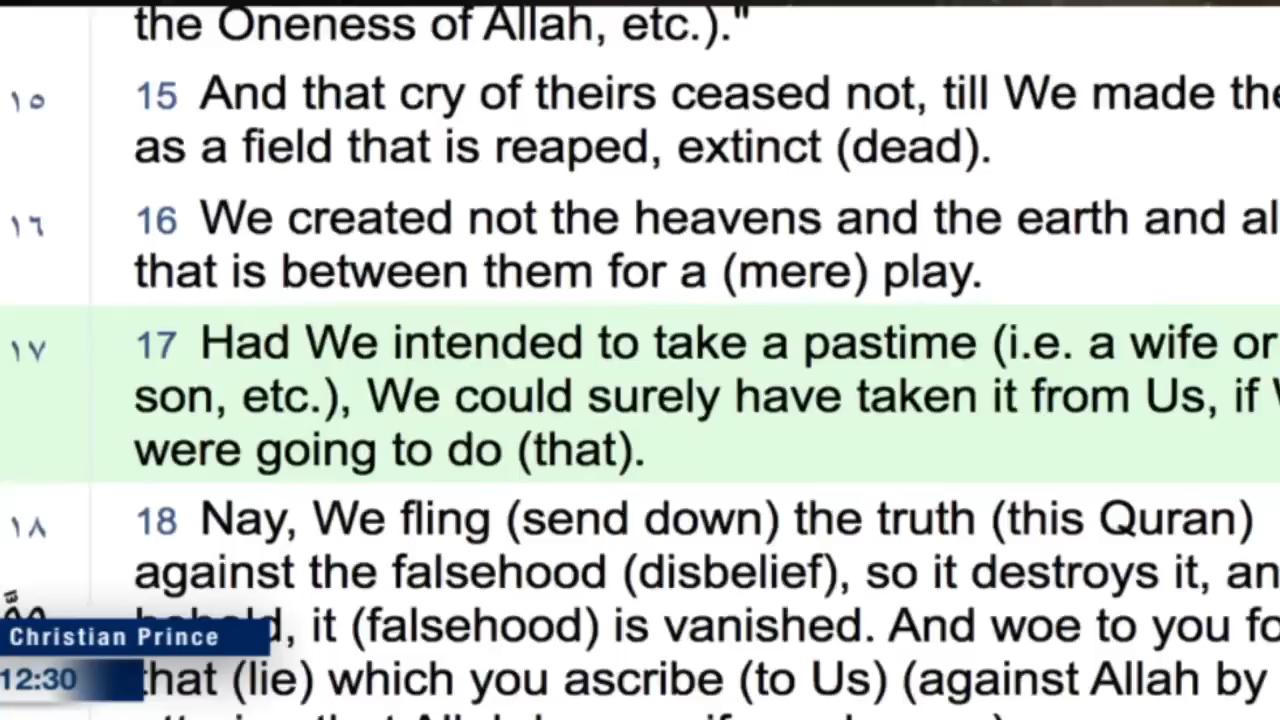 the Oneness of Allah, etc.)."
١٥ 15 And that cry of theirs ceased not, till We made the
as a field that is reaped, extinct (dead).
١٦ 16 We created not the heavens and the earth and al
that is between them for a (mere) play.
١٧ 17 Had We intended to take a pastime (i.e. a wife or
son, etc.), We could surely have taken it from Us, if W
were going to do (that).
١٨ 18 Nay, We fling (send down) the truth (this Quran)
against the falsehood (disbelief), so it destroys it, an
behold, it (falsehood) is vanished. And woe to you fo
that (lie) which you ascribe (to Us) (against Allah by
Christian Prince
12:30